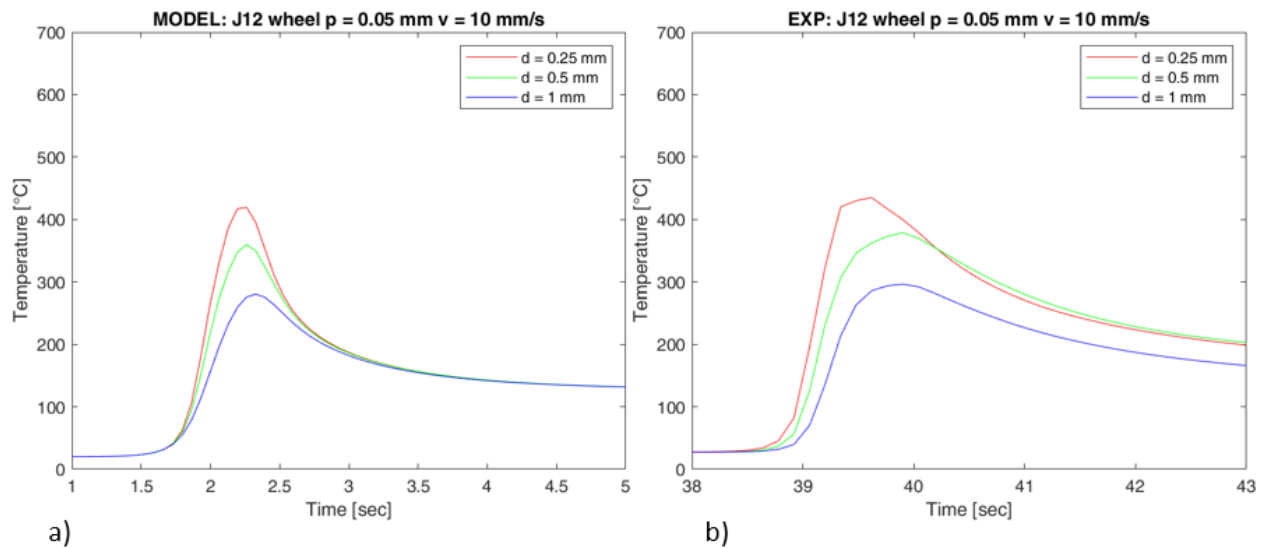 MODEL: J12 wheel p = 0.05 mm v = 10 mm/s
700
600
500
400
300
200
100
0
Temperature [°C]
d = 0.25 mm
d = 0.5 mm
d = 1 mm
1 1.5 2 2.5 3 3.5 4 4.5 5
Time [sec]
a)
EXP: J12 wheel p = 0.05 mm v = 10 mm/s
700
600
500
400
300
200
100
0
Temperature [°C]
d = 0.25 mm
d = 0.5 mm
d = 1 mm
38 39 40 41 42 43
Time [sec]
b)